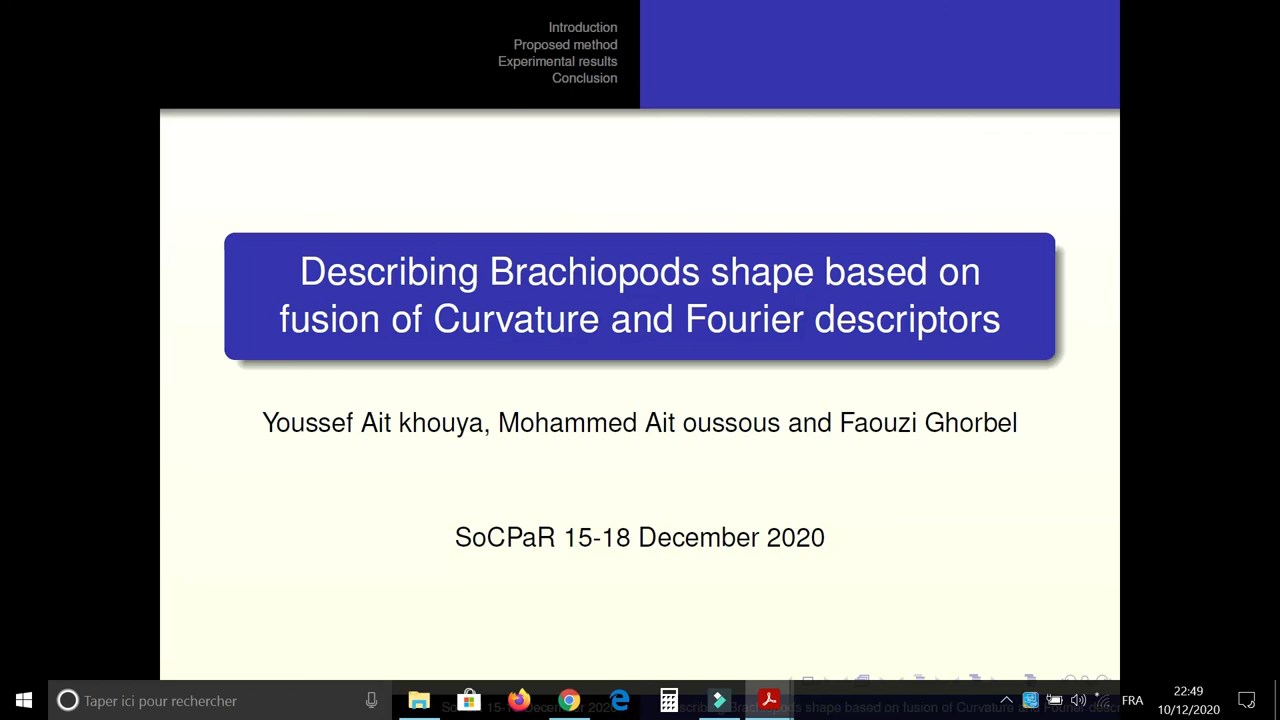 Introduction
Proposed method
Experimental results
Conclusion
Describing Brachiopods shape based on
fusion of Curvature and Fourier descriptors
Youssef Ait khouya, Mohammed Ait oussous and Faouzi Ghorbel
SoCPaR 15-18 December 2020
Taper ici pour rechercher
FRA
22:49
10/12/2020